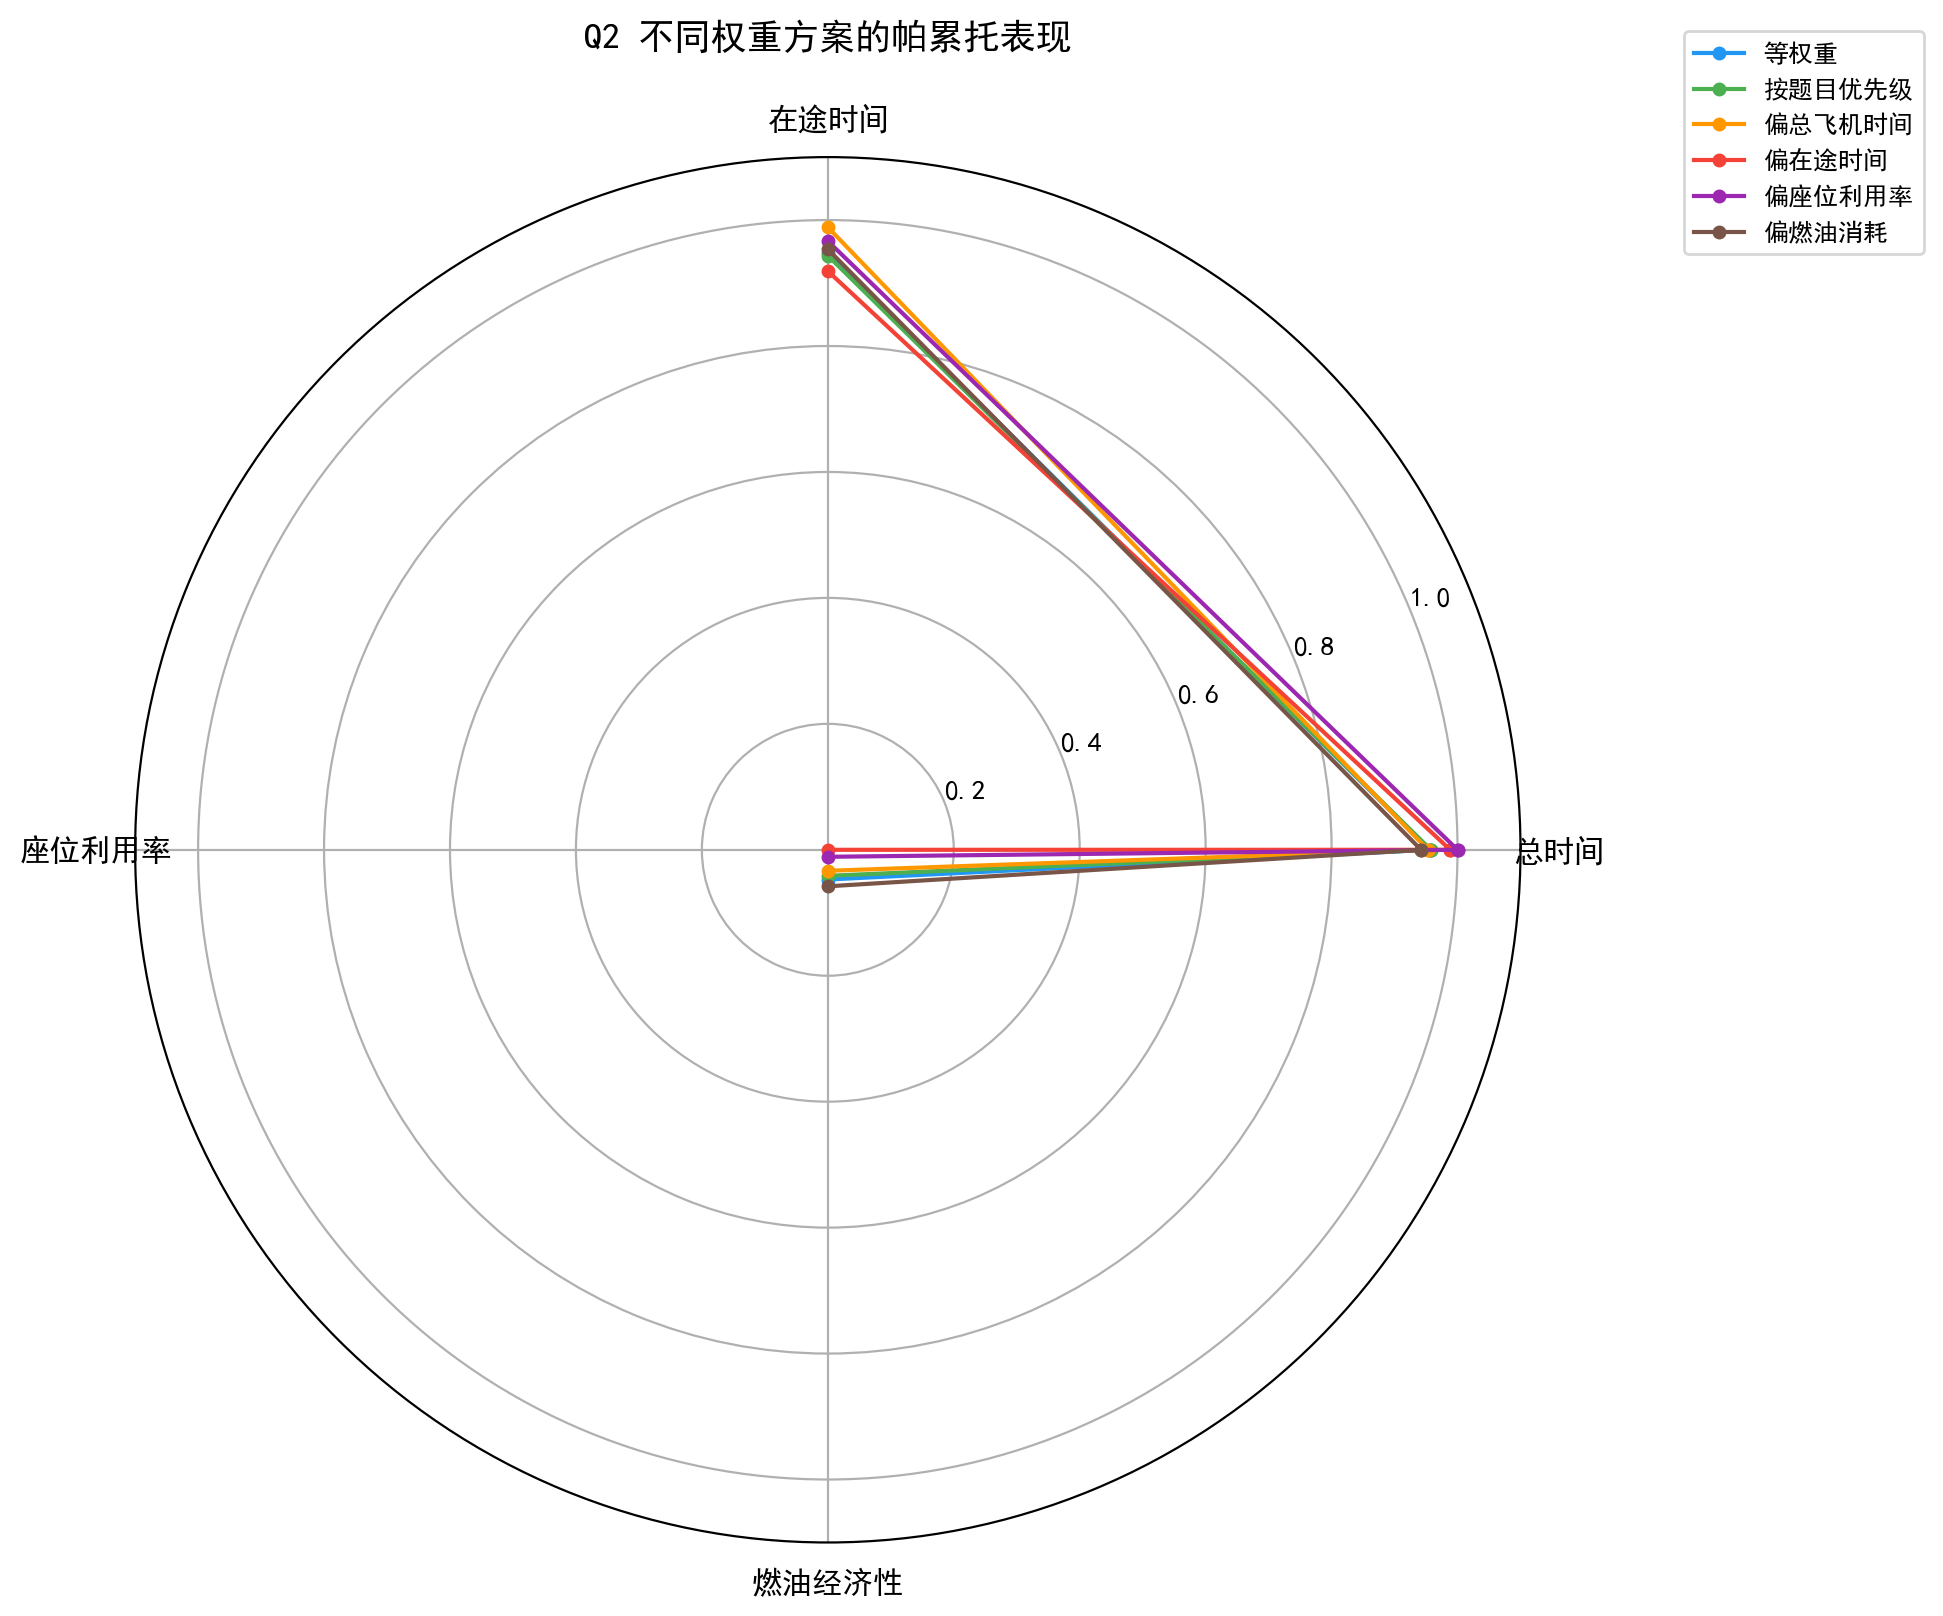 Q2 不同权重方案的帕累托表现
等权重
按题目优先级
偏总飞机时间
偏在途时间
偏座位利用率
偏燃油消耗
在途时间
1.0
0.8
0.6
0.4
0.2
座位利用率
总时间
燃油经济性